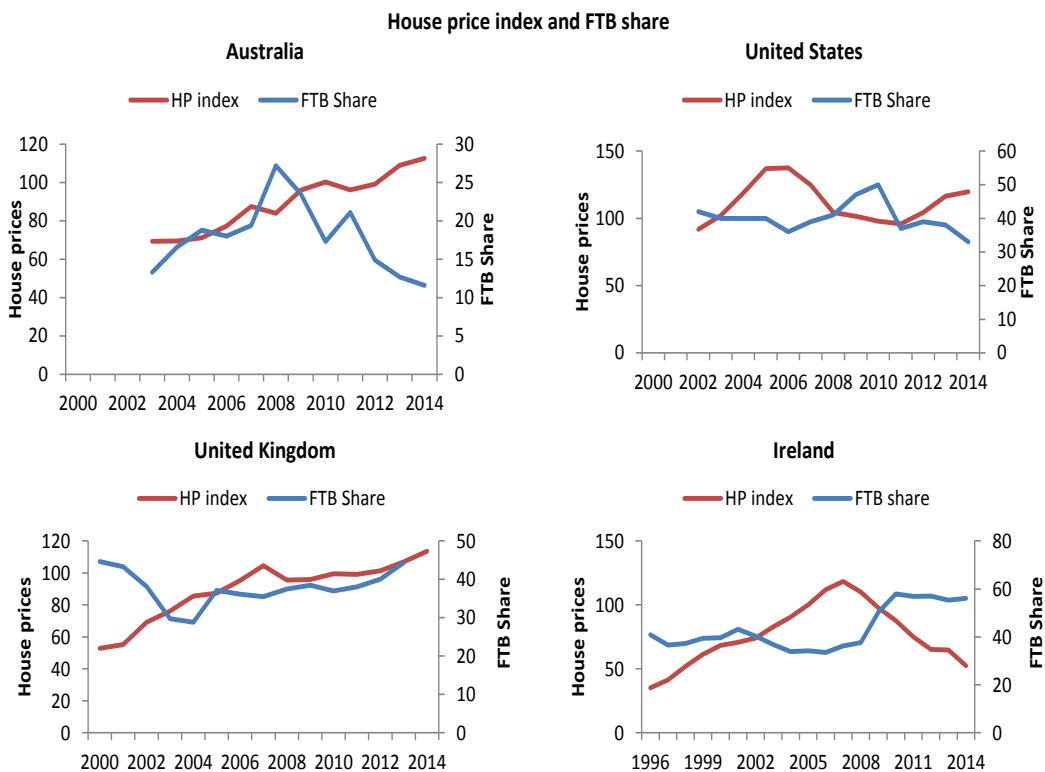 House price index and FTB share
Australia
HP index FTB Share
120
100
80
60
40
20
0
House prices
30
25
20
15
10
5
0
FTB Share
2000 2002 2004 2006 2008 2010 2012 2014
United States
HP index FTB Share
150
100
50
0
House prices
60
50
40
30
20
10
0
FTB Share
2000 2002 2004 2006 2008 2010 2012 2014
United Kingdom
HP index FTB Share
120
100
80
60
40
20
0
House prices
50
40
30
20
10
0
FTB Share
2000 2002 2004 2006 2008 2010 2012 2014
Ireland
HP index FTB share
150
100
50
0
House prices
80
60
40
20
0
FTB Share
1996 1999 2002 2005 2008 2011 2014